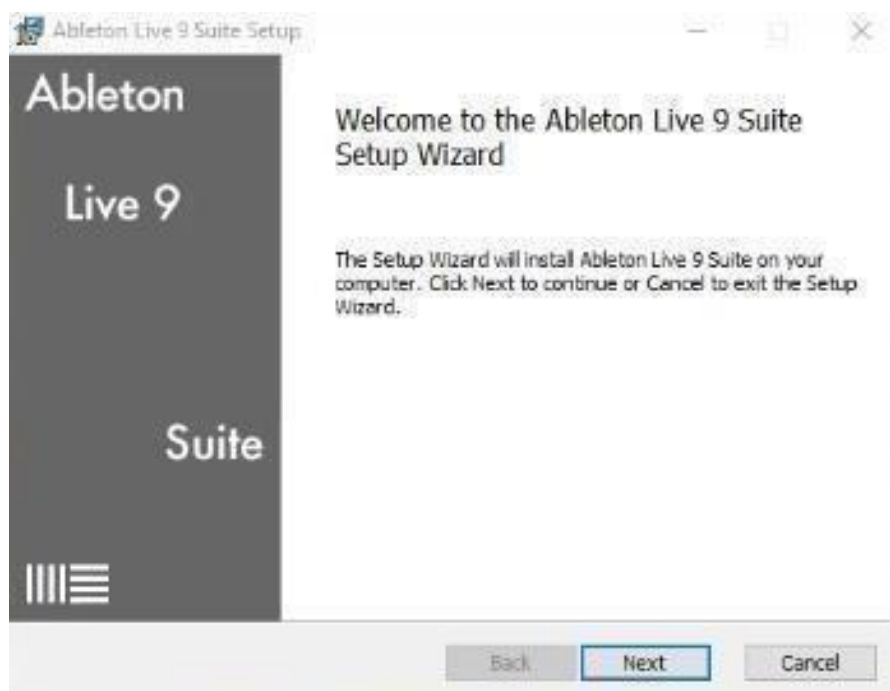 Ableton Live 9 Suite Setup
Ableton
Live 9
Suite
Welcome to the Ableton Live 9 Suite
Setup Wizard
The Setup Wizard will install Ableton Live 9 Suite on your
computer. Click Next to continue or Cancel to exit the Setup
Wizard.
Back
Next
Cancel